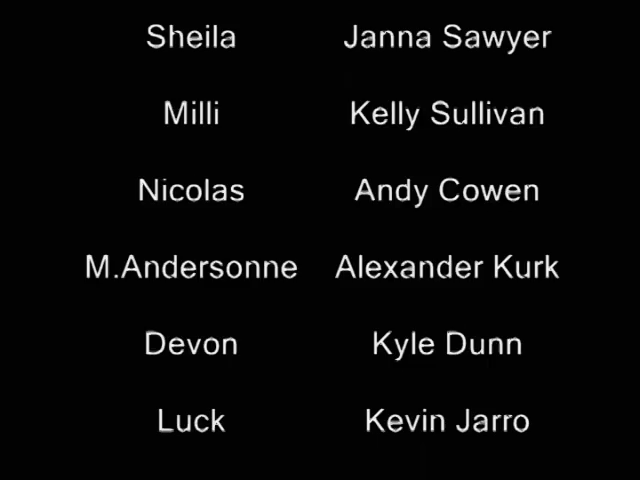 Sheila Janna Sawyer
Milli Kelly Sullivan
Nicolas Andy Cowen
M.Andersonne Alexander Kurk
Devon Kyle Dunn
Luck Kevin Jarro